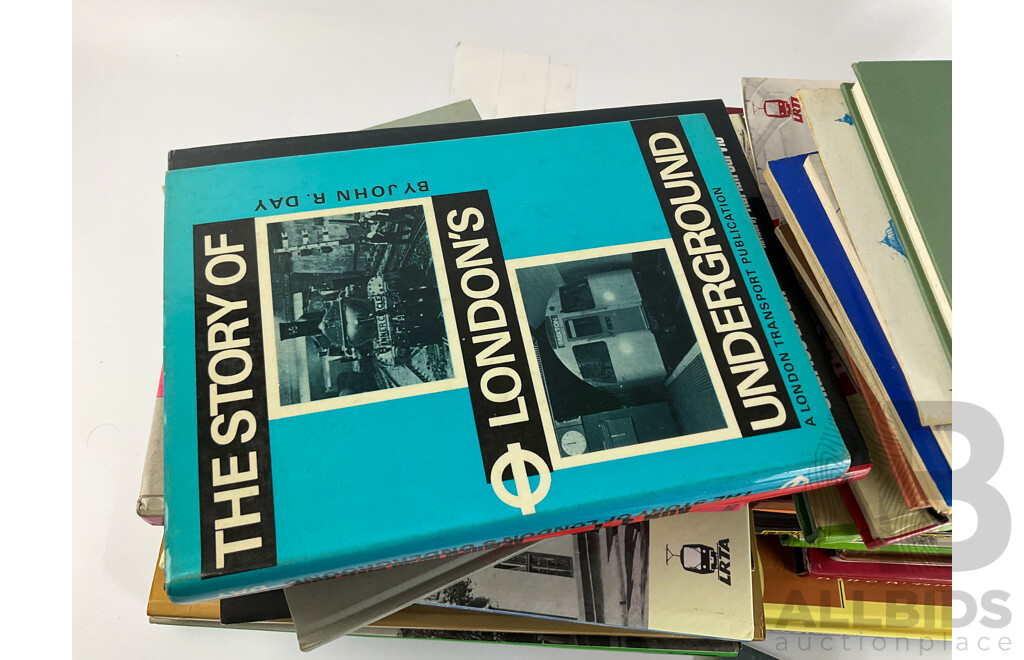 THE STORY OF
BY JOHN R. DAY
LONDON'S
UNDERGROUND
A LONDON TRANSPORT PUBLICATION
LRTA
LRTA
ALLBIDS
auctionplace